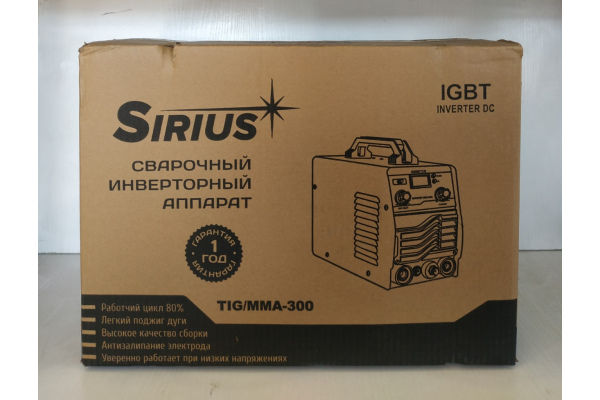 SIRIUS
IGBT
INVERTER DC
СВАРОЧНЫЙ
ИНВЕРТОРНЫЙ
АППАРАТ
ГАРАНТИЯ
1
ГОД
ГАРАНТИЯ
TIG/MMA-300
Работчий цикл 80%
Легкий поджиг дуги
Высокое качество сборки
Антизалипание электрода
Уверенно работает при низких напряжениях